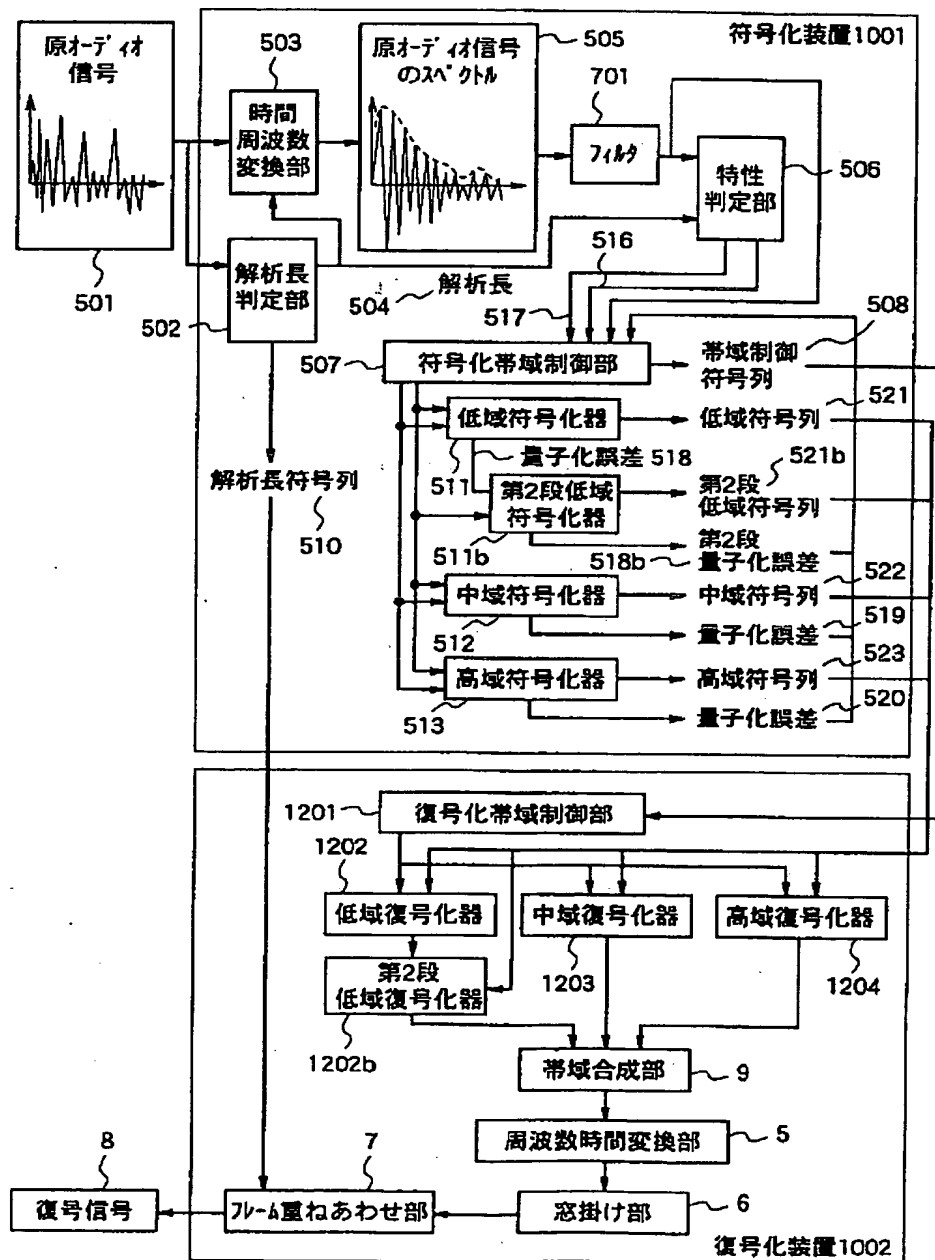 符号化装置1001
原オーディオ
信号
501
503
時間
周波数
変換部
原オーディオ信号
のスペクトル
505
701
フィルタ
特性
判定部
506
解析長
判定部
502
解析長
504
516
517
508
507
符号化帯域制御部
帯域制御
符号列
低域符号化器
511
低域符号列
521
量子化誤差 518
第2段低域
符号化器
511b
第2段
低域符号列
521b
第2段
量子化誤差
518b
解析長符号列
510
中域符号化器
512
中域符号列
522
量子化誤差
519
高域符号化器
513
高域符号列
523
量子化誤差
520
1201
復号化帯域制御部
1202
低域復号化器
中域復号化器
1203
高域復号化器
1204
第2段
低域復号化器
1202b
帯域合成部
9
周波数時間変換部
5
8
復号信号
7
フレーム重ねあわせ部
窓掛け部
6
復号化装置1002